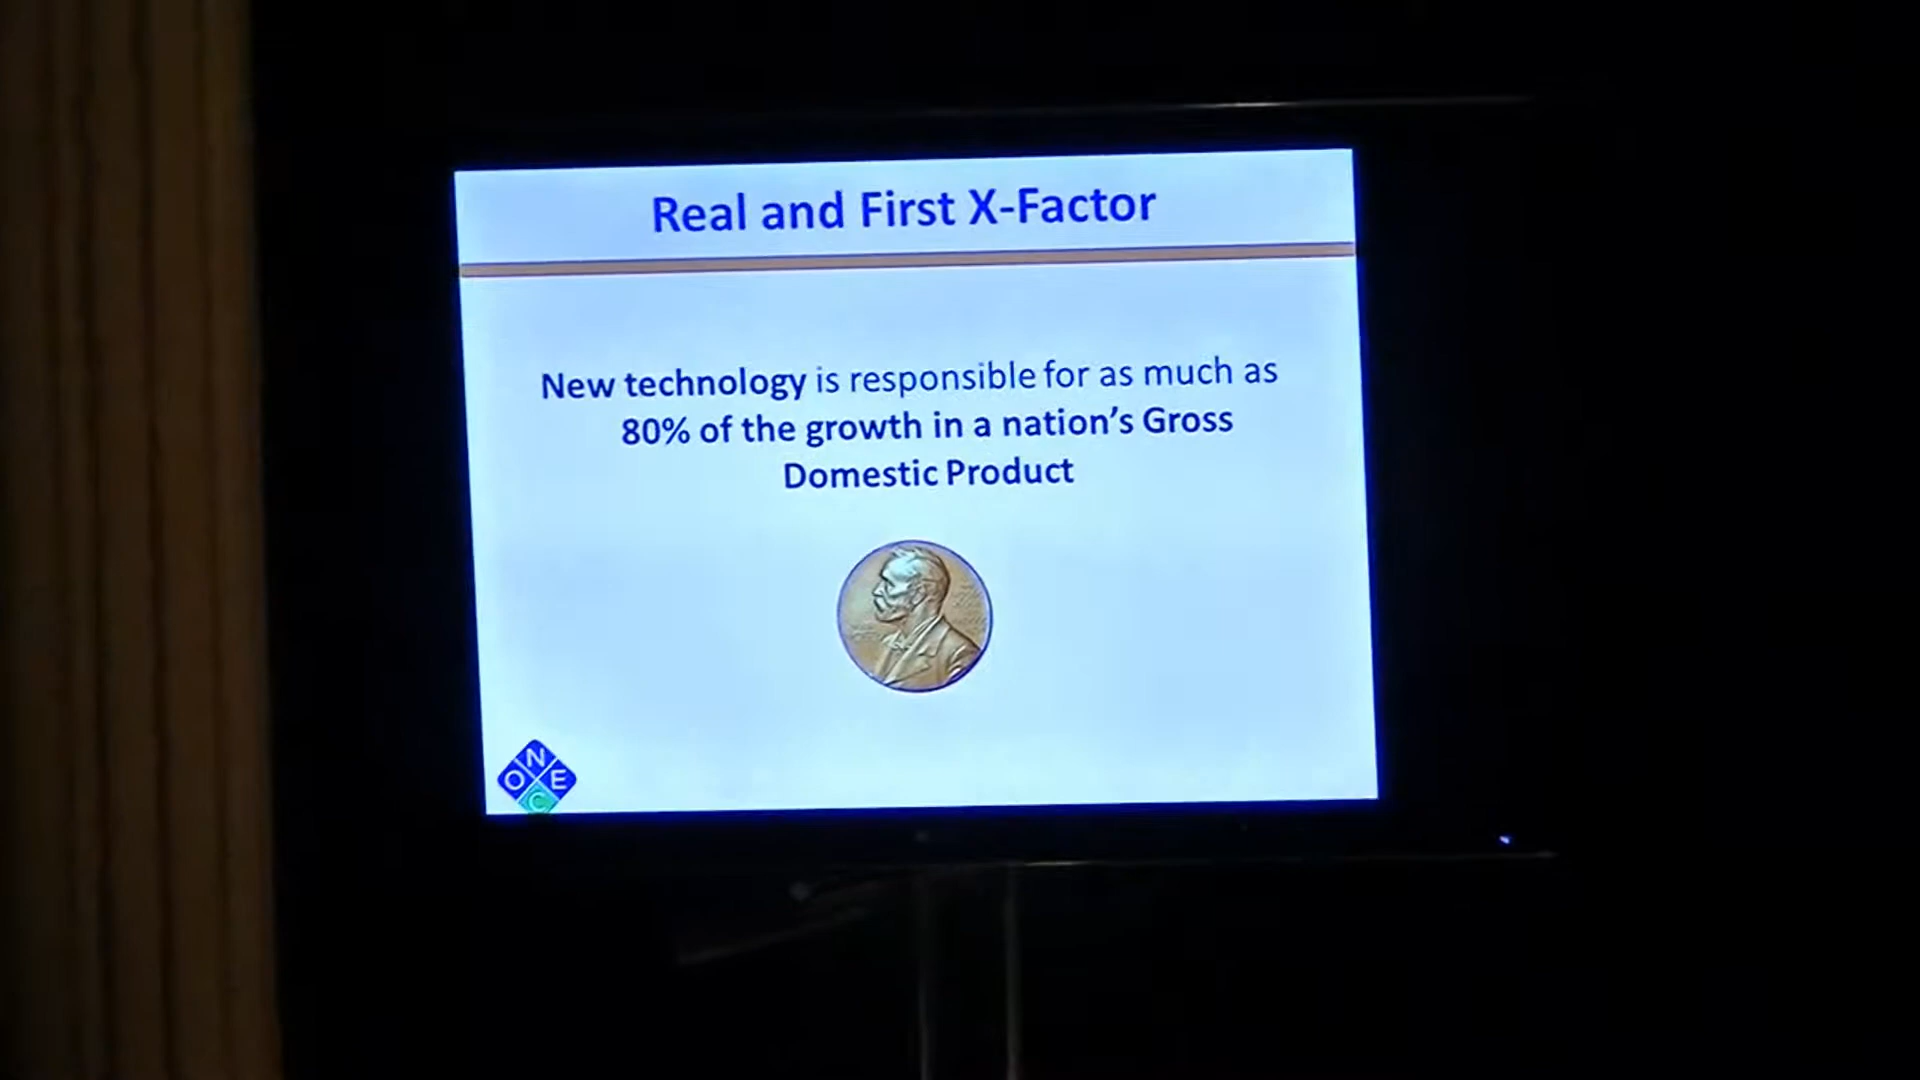 Real and First X-Factor
New technology is responsible for as much as
80% of the growth in a nation's Gross
Domestic Product
N
O E
C